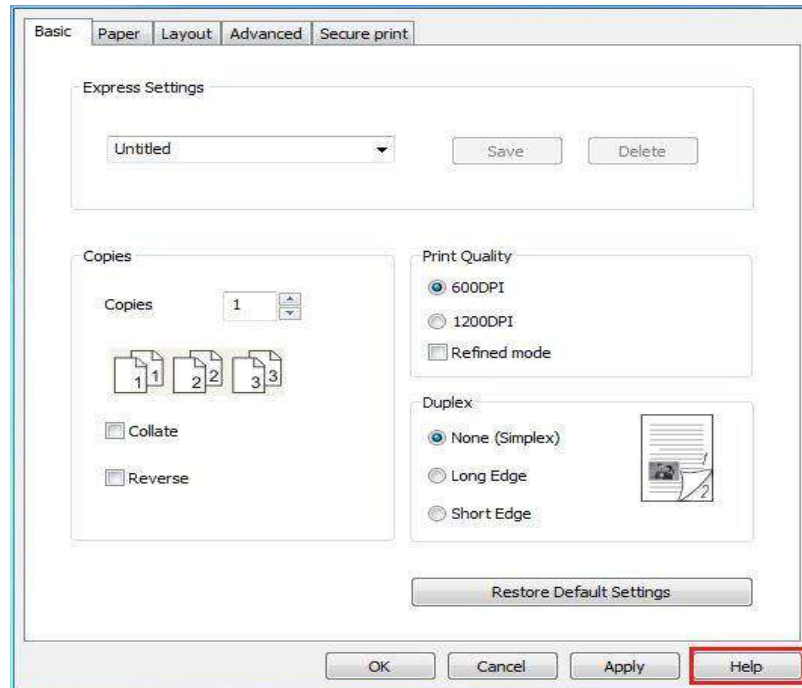 Basic Paper Layout Advanced Secure print
Express Settings
Untitled Save Delete
Copies
Copies 1
1 1 2 2 3 3
Collate
Reverse
Print Quality
600DPI
1200DPI
Refined mode
Duplex
None (Simplex)
Long Edge
Short Edge
1
2
Restore Default Settings
OK Cancel Apply Help